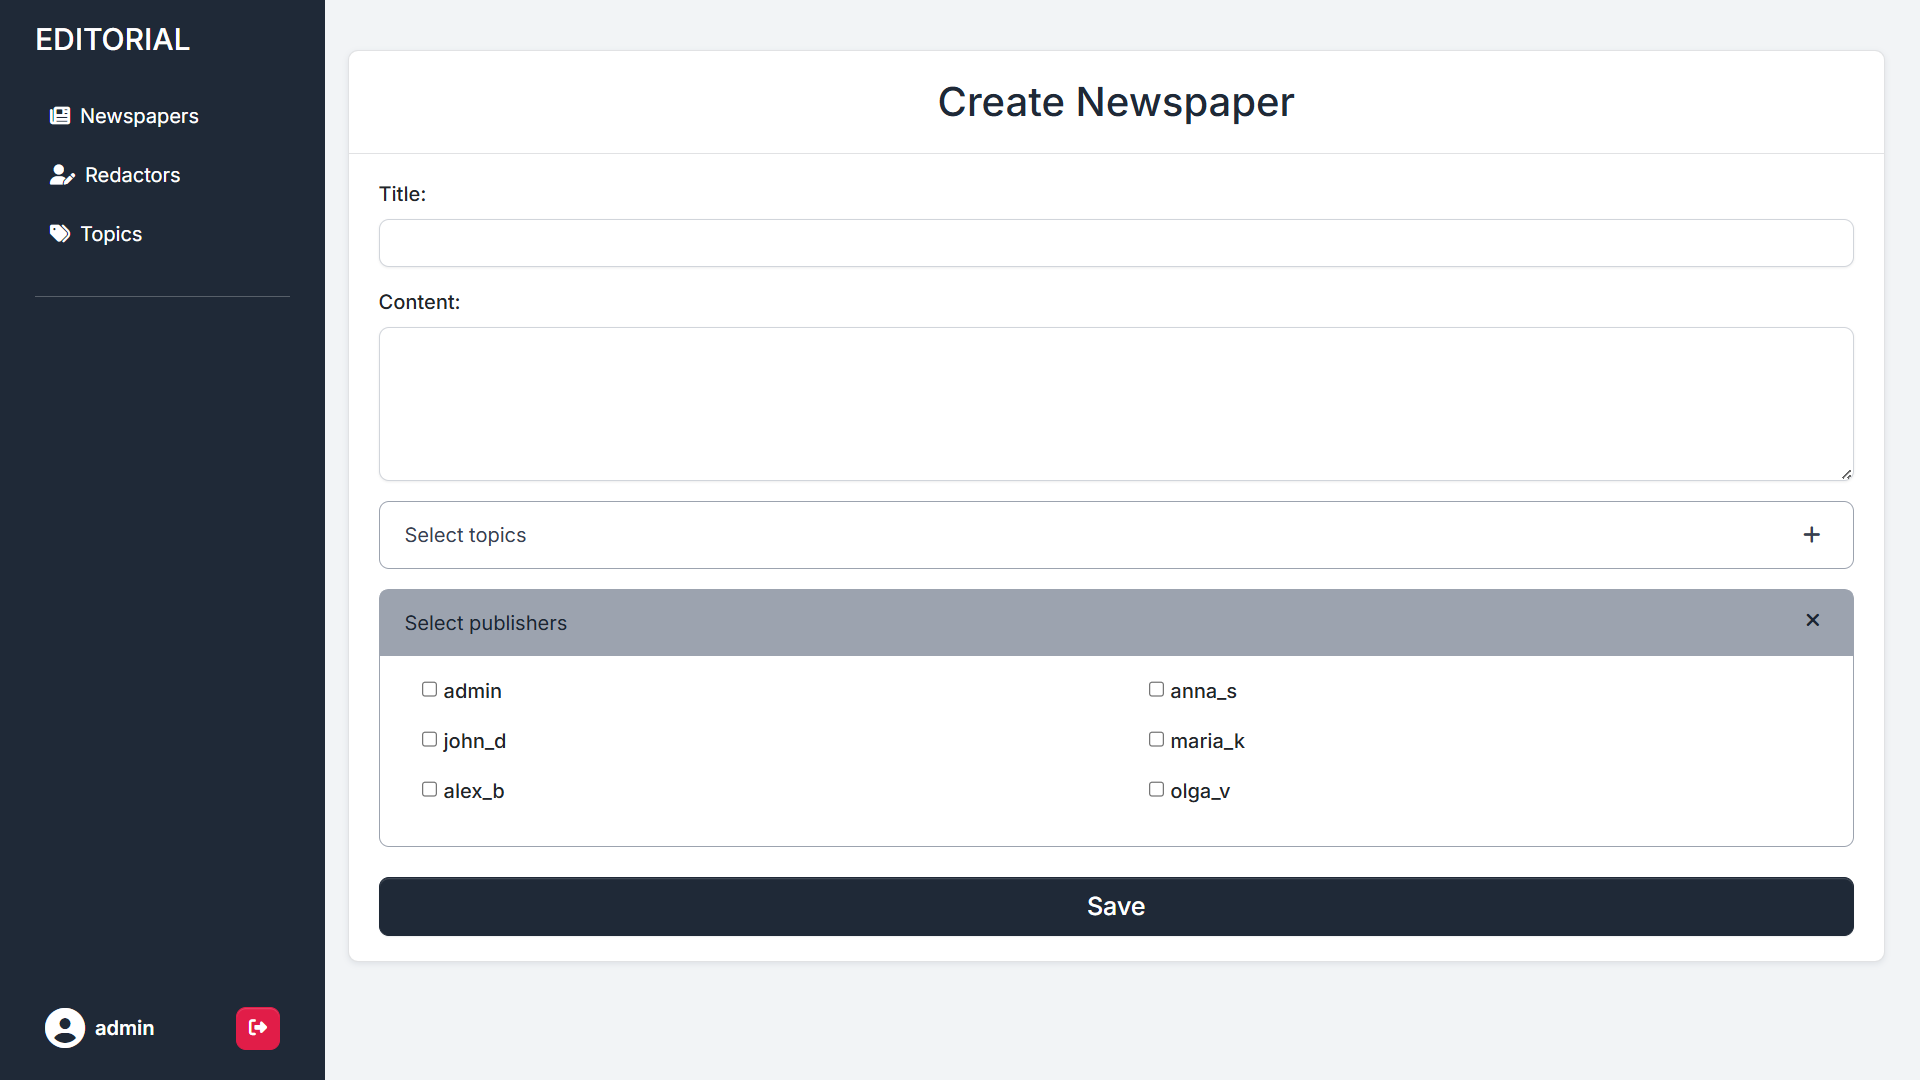 EDITORIAL
Newspapers
Redactors
Topics
admin
Create Newspaper
Title:
Content:
Select topics
Select publishers
admin
anna_s
john_d
maria_k
alex_b
olga_v
Save